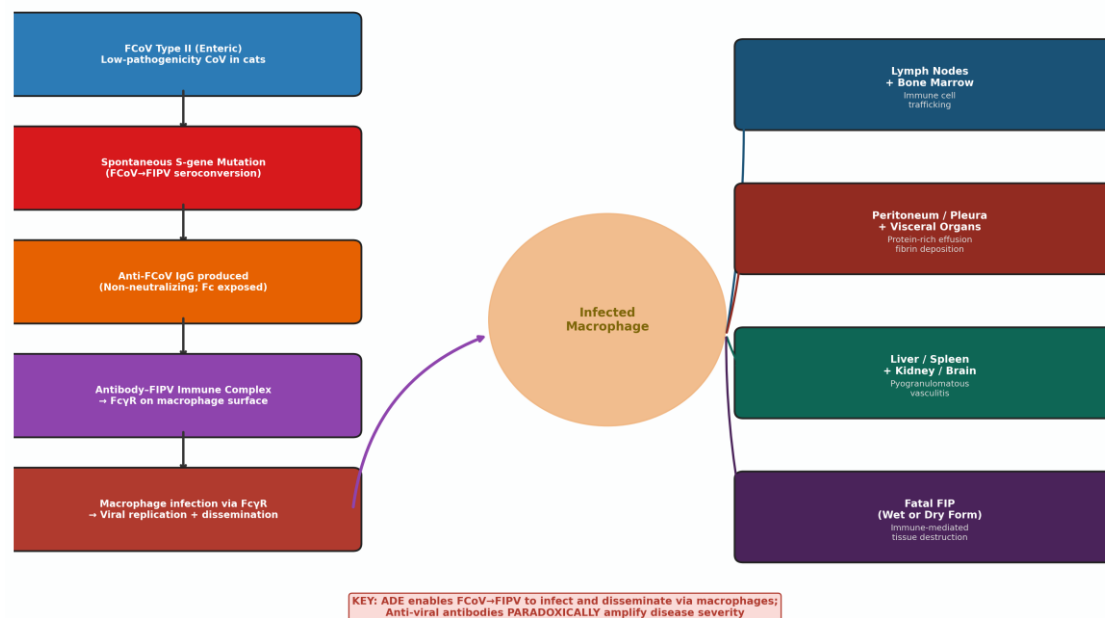 FCoV Type II (Enteric)
Low-pathogenicity CoV in cats
Spontaneous S-gene Mutation
(FCoV→FIPV seroconversion)
Anti-FCoV IgG produced
(Non-neutralizing; Fc exposed)
Antibody–FIPV Immune Complex
→ FcγR on macrophage surface
Macrophage infection via FcγR
→ Viral replication + dissemination
Infected
Macrophage
Lymph Nodes
+ Bone Marrow
Immune cell
trafficking
Peritoneum / Pleura
+ Visceral Organs
Protein-rich effusion
fibrin deposition
Liver / Spleen
+ Kidney / Brain
Pyogranulomatous
vasculitis
Fatal FIP
(Wet or Dry Form)
Immune-mediated
tissue destruction
KEY: ADE enables FCoV→FIPV to infect and disseminate via macrophages;
Anti-viral antibodies PARADOXICALLY amplify disease severity